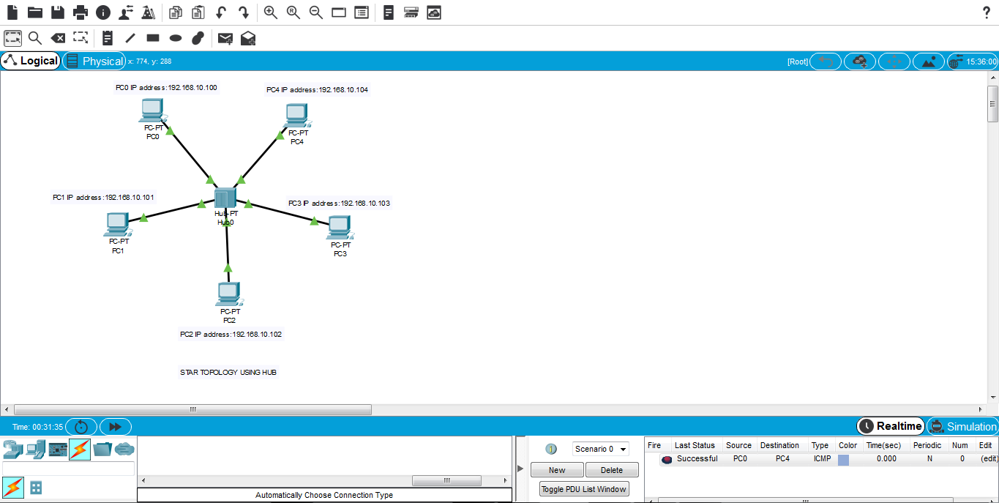 ?
Logical
Physical
x: 774, y: 288
[Root]
15:36:00
PC0 IP address:192.168.10.100
PC4 IP address:192.168.10.104
PC-PT
PC0
PC-PT
PC4
PC1 IP address:192.168.10.101
PC3 IP address:192.168.10.103
Hub-PT
Hub0
PC-PT
PC1
PC-PT
PC3
PC-PT
PC2
PC2 IP address:192.168.10.102
STAR TOPOLOGY USING HUB
Time: 00:31:35
Realtime
Simulation
Scenario 0
New
Delete
Toggle PDU List Window
Fire Last Status Source Destination Type Color Time(sec) Periodic Num Edit
Successful PC0 PC4 ICMP 0.000 N 0 (edit)
Automatically Choose Connection Type